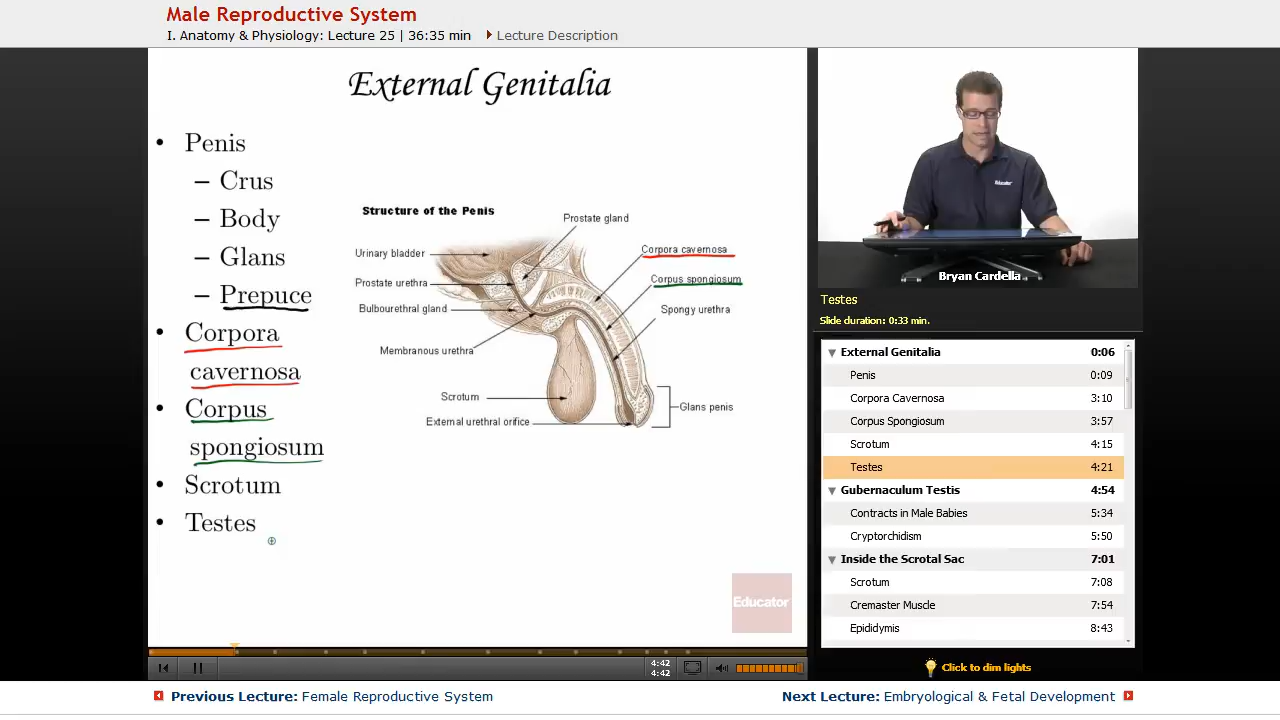 Male Reproductive System
I. Anatomy & Physiology: Lecture 25 | 36:35 min
Lecture Description
External Genitalia
• Penis
– Crus
– Body
– Glans
– Prepuce
• Corpora
cavernosa
• Corpus
spongiosum
• Scrotum
• Testes
Structure of the Penis
Prostate gland
Urinary bladder
Corpora cavernosa
Prostate urethra
Corpus spongiosum
Bulbourethral gland
Spongy urethra
Membranous urethra
Scrotum
Glans penis
External urethral orifice
Educator
Educator
Bryan Cardella
Testes
Slide duration: 0:33 min.
External Genitalia 0:06
Penis 0:09
Corpora Cavernosa 3:10
Corpus Spongiosum 3:57
Scrotum 4:15
Testes 4:21
Gubernaculum Testis 4:54
Contracts in Male Babies 5:34
Cryptorchidism 5:50
Inside the Scrotal Sac 7:01
Scrotum 7:08
Cremaster Muscle 7:54
Epididymis 8:43
4:42
4:42
Click to dim lights
Previous Lecture: Female Reproductive System
Next Lecture: Embryological & Fetal Development